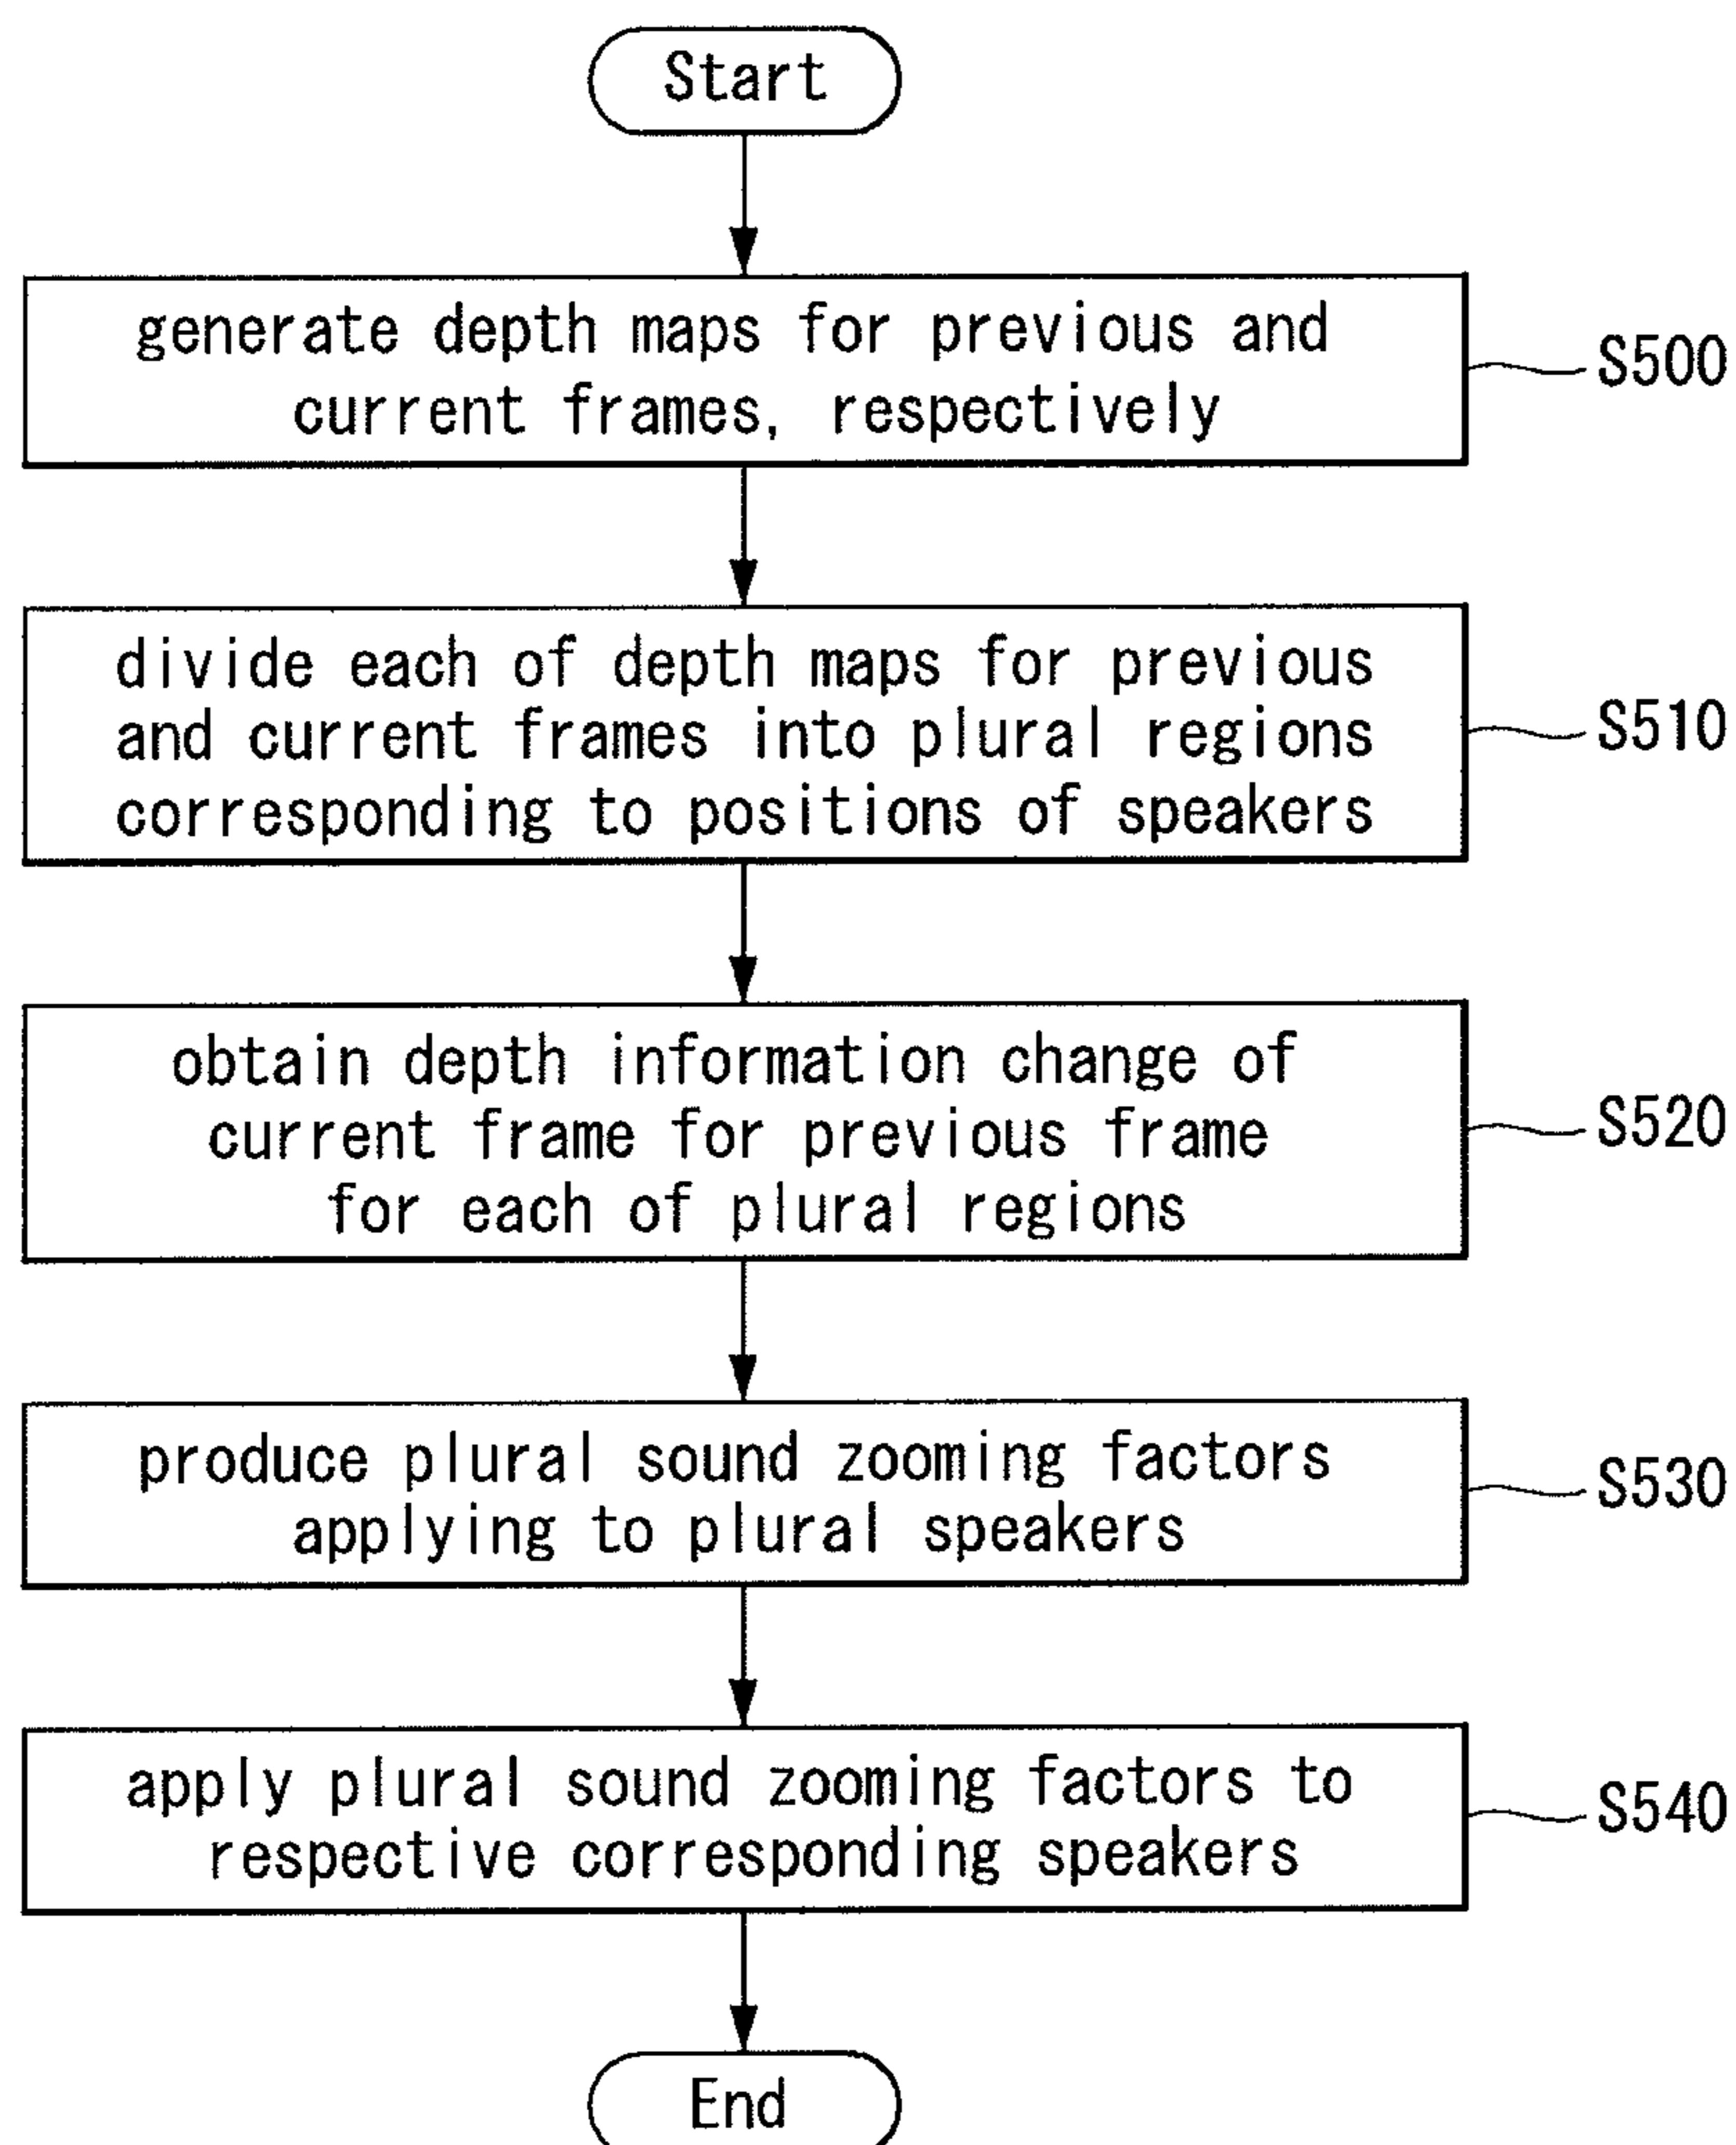 Start
generate depth maps for previous and
current frames, respectively
S500
divide each of depth maps for previous
and current frames into plural regions
corresponding to positions of speakers
S510
obtain depth information change of
current frame for previous frame
for each of plural regions
S520
produce plural sound zooming factors
applying to plural speakers
S530
apply plural sound zooming factors to
respective corresponding speakers
S540
End